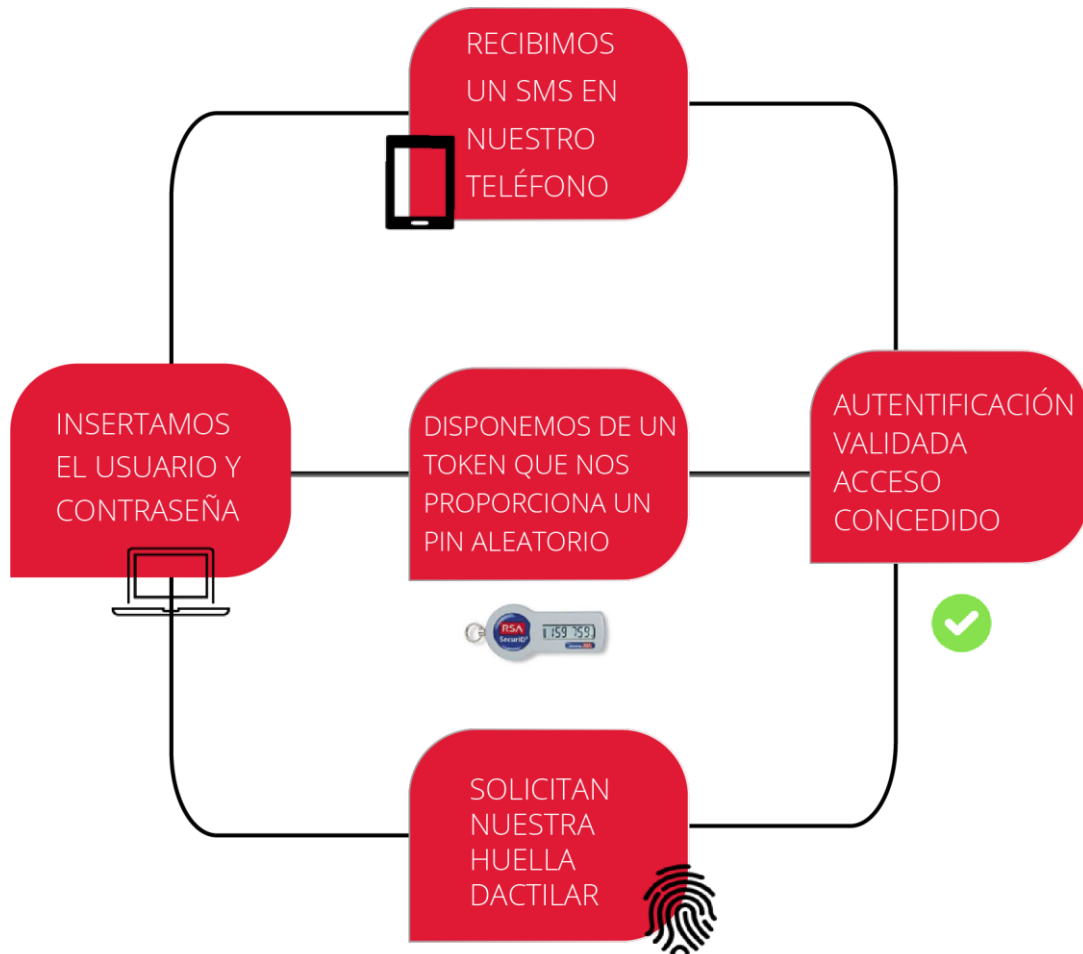 RECIBIMOS
UN SMS EN
NUESTRO
TELÉFONO
INSERTAMOS
EL USUARIO Y
CONTRASEÑA
DISPONEMOS DE UN
TOKEN QUE NOS
PROPORCIONA UN
PIN ALEATORIO
AUTENTIFICACIÓN
VALIDADA
ACCESO
CONCEDIDO
RSA
SecurID®
159 759
SOLICITAN
NUESTRA
HUELLA
DACTILAR